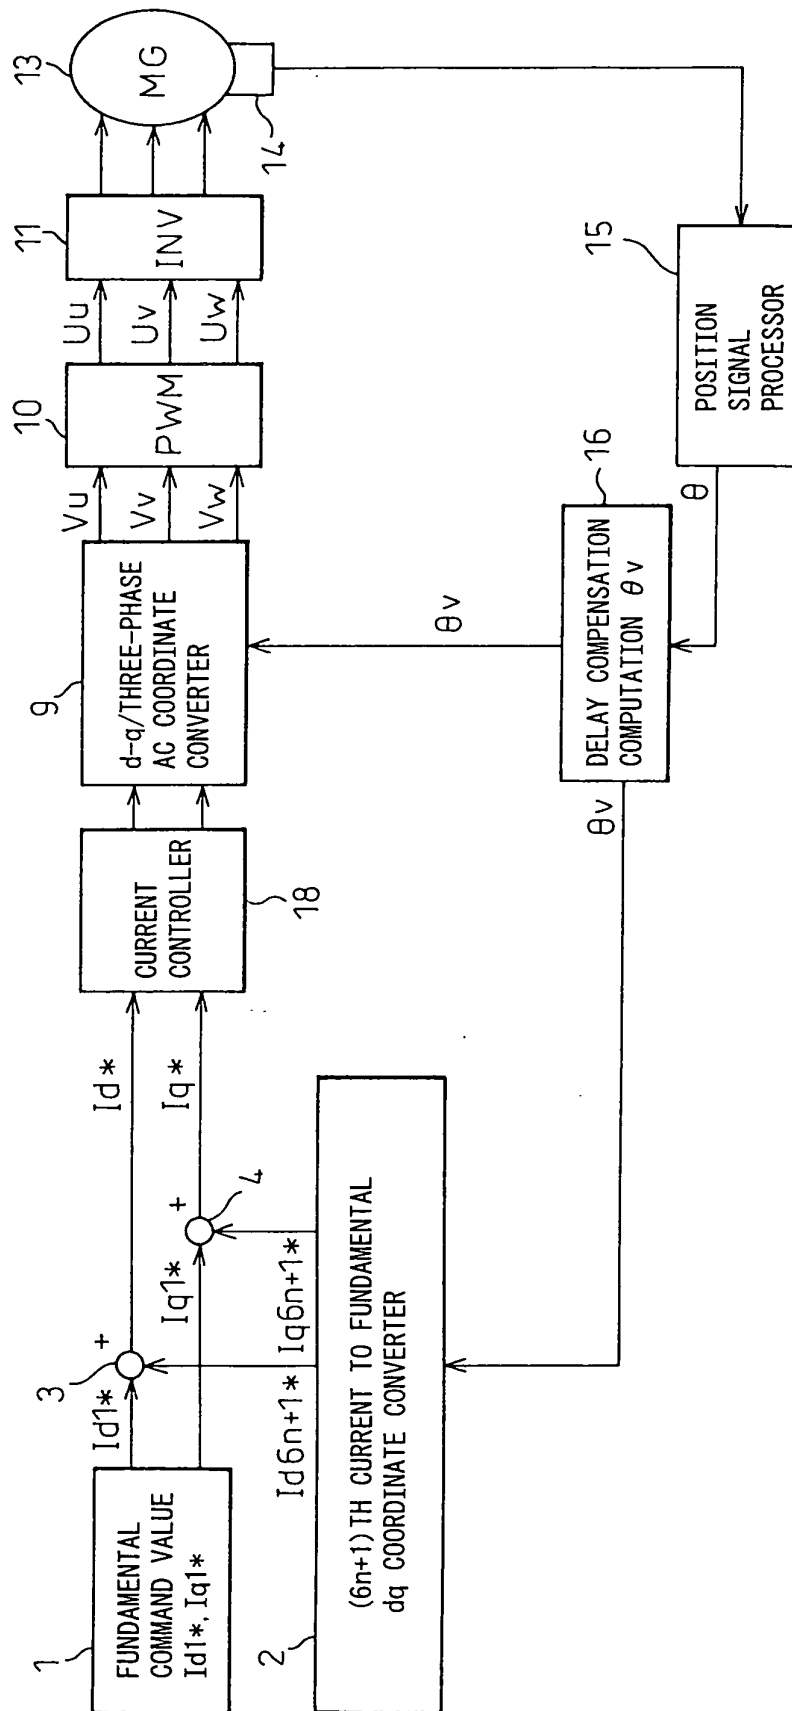 1
FUNDAMENTAL
COMMAND VALUE
Id1*, Iq1*
Id1*
3
+
Iq1*
4
+
Id*
Iq*
2
(6n+1)TH CURRENT TO FUNDAMENTAL
dq COORDINATE CONVERTER
Id6n+1*
Iq6n+1*
CURRENT
CONTROLLER
18
9
d-q/THREE-PHASE
AC COORDINATE
CONVERTER
Vu
Vv
Vw
10
PWM
Uu
Uv
Uw
11
INV
13
MG
14
15
POSITION
SIGNAL
PROCESSOR
θ
16
DELAY COMPENSATION
COMPUTATION θv
θv
θv